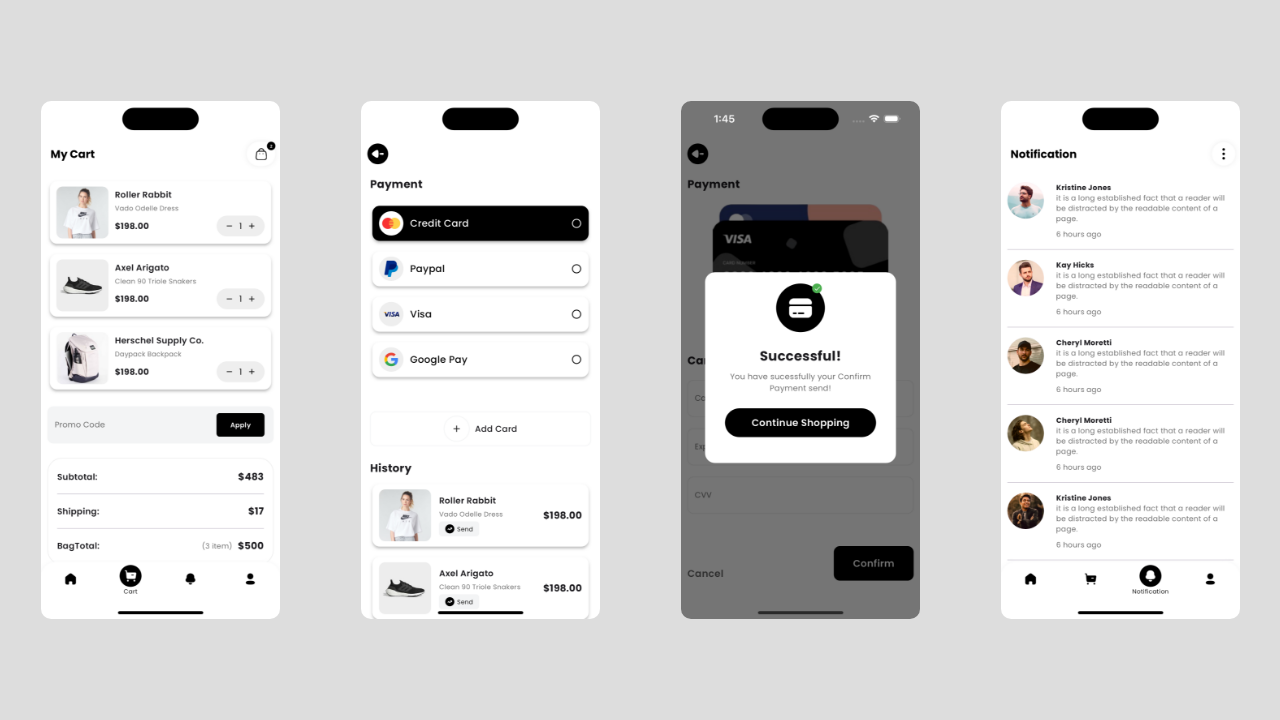 My Cart
Roller Rabbit
Vado Odelle Dress
$198.00
− 1 +
Axel Arigato
Clean 90 Triole Snakers
$198.00
− 1 +
Herschel Supply Co.
Daypack Backpack
$198.00
− 1 +
Promo Code
Apply
Subtotal: $483
Shipping: $17
BagTotal: (3 item) $500
Cart
Payment
Credit Card
Paypal
VISA Visa
Google Pay
+ Add Card
History
Roller Rabbit
Vado Odelle Dress
$198.00
Send
Axel Arigato
Clean 90 Triole Snakers
$198.00
Send
1:45
Payment
VISA
CARD NUMBER
Successful!
You have sucessfully your Confirm
Payment send!
Continue Shopping
CVV
Cancel
Confirm
Notification
Kristine Jones
it is a long established fact that a reader will
be distracted by the readable content of a
page.
6 hours ago
Kay Hicks
it is a long established fact that a reader will
be distracted by the readable content of a
page.
6 hours ago
Cheryl Moretti
it is a long established fact that a reader will
be distracted by the readable content of a
page.
6 hours ago
Cheryl Moretti
it is a long established fact that a reader will
be distracted by the readable content of a
page.
6 hours ago
Kristine Jones
it is a long established fact that a reader will
be distracted by the readable content of a
page.
6 hours ago
Notification